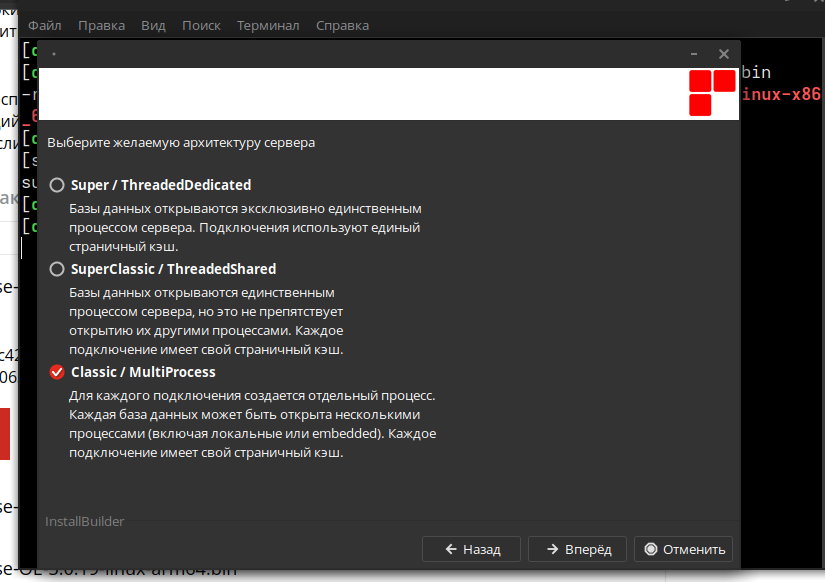 Файл Правка Вид Поиск Терминал Справка
bin
inux-x86
Выберите желаемую архитектуру сервера
Super / ThreadedDedicated
Базы данных открываются эксклюзивно единственным
процессом сервера. Подключения используют единый
страничный кэш.
SuperClassic / ThreadedShared
Базы данных открываются единственным
процессом сервера, но это не препятствует
открытию их другими процессами. Каждое
подключение имеет свой страничный кэш.
Classic / MultiProcess
Для каждого подключения создается отдельный процесс.
Каждая база данных может быть открыта несколькими
процессами (включая локальные или embedded). Каждое
подключение имеет свой страничный кэш.
InstallBuilder
Назад Вперёд Отменить